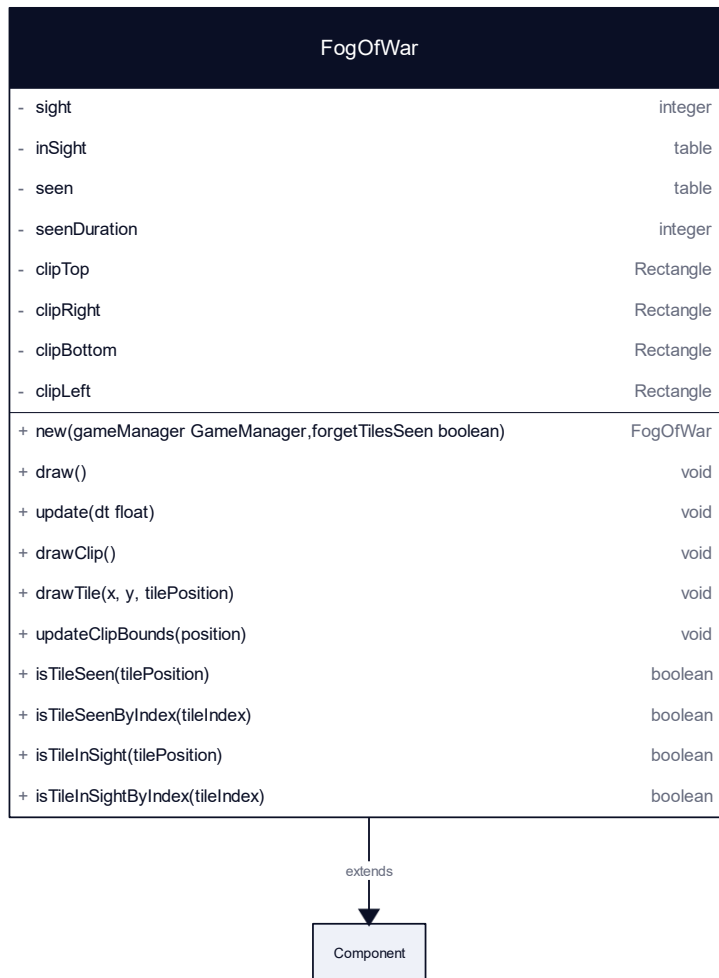 FogOfWar
- sight integer
- inSight table
- seen table
- seenDuration integer
- clipTop Rectangle
- clipRight Rectangle
- clipBottom Rectangle
- clipLeft Rectangle
+ new(gameManager GameManager,forgetTilesSeen boolean) FogOfWar
+ draw() void
+ update(dt float) void
+ drawClip() void
+ drawTile(x, y, tilePosition) void
+ updateClipBounds(position) void
+ isTileSeen(tilePosition) boolean
+ isTileSeenByIndex(tileIndex) boolean
+ isTileInSight(tilePosition) boolean
+ isTileInSightByIndex(tileIndex) boolean
extends
Component